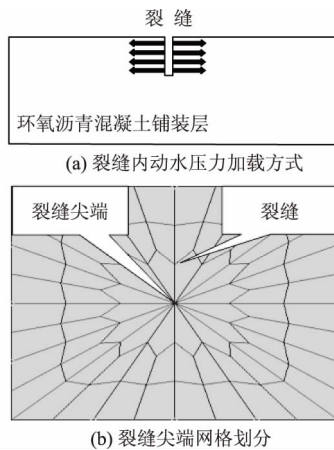 裂 缝
环氧沥青混凝土铺装层
(a) 裂缝内动水压力加载方式
裂缝尖端
裂缝
(b) 裂缝尖端网格划分